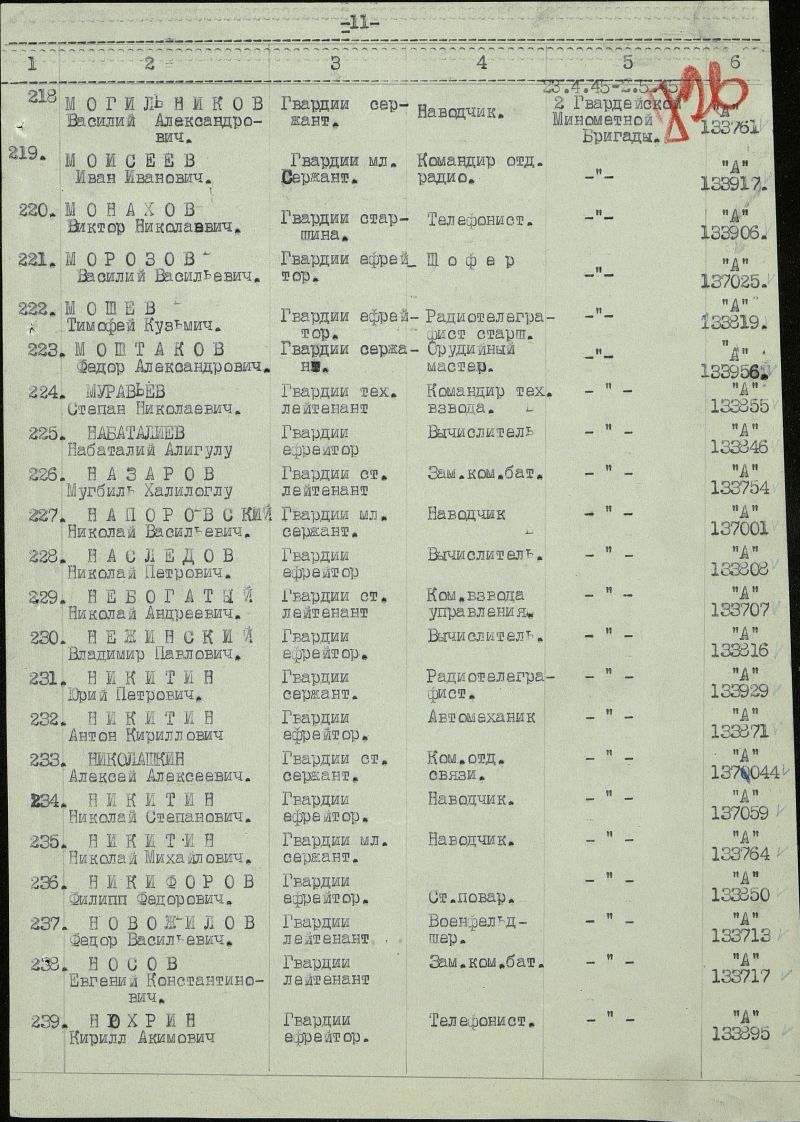 -11-
1 2 3 4 5 6
23.4.45-2.5.45
218 МОГИЛЬНИКОВ Гвардии сер- Наводчик. 2 Гвардейской "А"
Василий Александро- жант. Минометной 133761
вич. Бригады.
219. МОИСЕЕВ Гвардии мл. Командир отд. "А"
Иван Иванович. Сержант. радио. -"- 133917.
220. МОНАХОВ Гвардии стар- Телефонист. -"- "А"
Виктор Николаввич. шина. 133906.
221. МОРОЗОВ Гвардии ефрей_ Шофер "А"
Василий Васильевич. тор. -"- 137025.
222. МОШЕВ Гвардии ефрей- Радиотелегра- -"- "А"
Тимофей Кузьмич. тор. фист старш. 133819.
223. МОШТАКОВ Гвардии сержа- Орудийный -"- "А"
Федор Александрович. мастер. 133956.
224. МУРАВЬЕВ Гвардии тех. Командир тех. - " - "А"
Степан Николаевич. лейтенант взвода. 133855
225. НАБАТАЛИЕВ Гвардии Вычислитель - " - "А"
Набаталий Алигулу ефрейтор 133846
226. НАЗАРОВ Гвардии ст. Зам.ком.бат. - " - "А"
Мугбиль Халилоглу лейтенант 133754
227. НАПОРОВСКИЙ Гвардии мл. Наводчик - " - "А"
Николай Васильевич. сержант. 137001
228. НАСЛЕДОВ Гвардии Вычислитель. - " - "А"
Николай Петрович. ефрейтор 133808
229. НЕБОГАТЫЙ Гвардии ст. Ком.взвода - " - "А"
Николай Андреевич. лейтенант управления. 133707
230. НЕЖИНСКИЙ Гвардии Вычислитель. - " - "А"
Владимир Павлович. ефрейтор. 133816
231. НИКИТИН Гвардии Радиотелегра- - " - "А"
Юрий Петрович. сержант. фист. 133929
232. НИКИТИН Гвардии Автомеханик - " - "А"
Антон Кириллович ефрейтор. 133871
233. НИКОЛАШКИН Гвардии ст. Ком.отд. - " - "А"
Алексей Алексеевич. сержант. связи.
234. НИКИТИН Гвардии Наводчик. - " - "А"
Николай Степанович. ефрейтор. 137059
235. НИКИТИН Гвардии мл. Наводчик. - " - "А"
Николай Михайлович. сержант. 133764
236. НИКИФОРОВ Гвардии - " - "А"
Филипп Федорович. ефрейтор. Ст.повар. 133850
237. НОВОЖИЛОВ Гвардии Военфельд- - " - "А"
Федор Васильевич. лейтенант шер. 133713
238. НОСОВ Гвардии Зам.ком.бат. - " - "А"
Евгений Константино- лейтенант 133717
вич.
239. НЮХРИН Гвардии Телефонист. - " - "А"
Кирилл Акимович ефрейтор. 133895